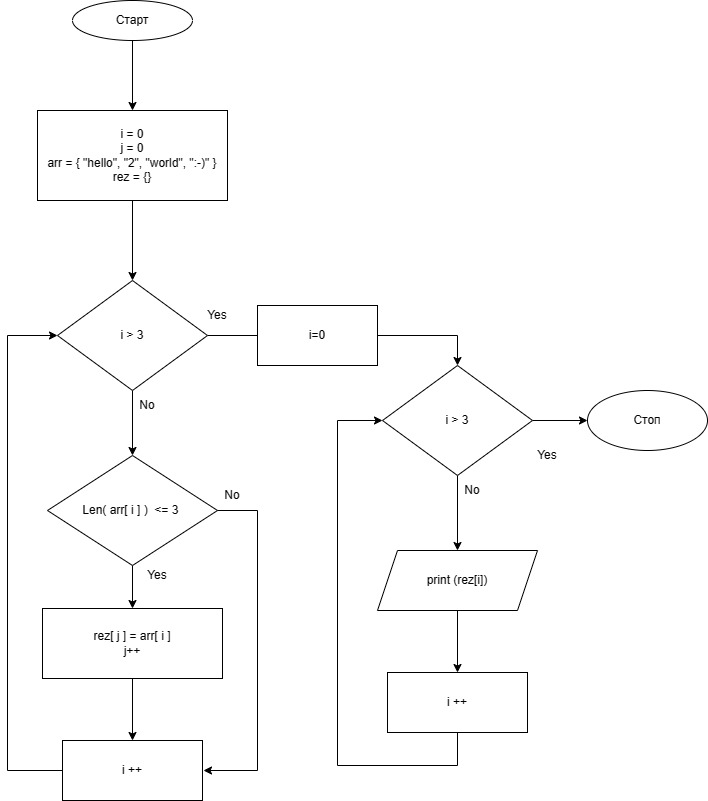 Старт
i = 0
j = 0
arr = { "hello", "2", "world", ":-)" }
rez = {}
i > 3
Yes
i=0
No
Len( arr[ i ] ) <= 3
No
Yes
rez[ j ] = arr[ i ]
j++
i ++
i > 3
Yes
Стоп
No
print (rez[i])
i ++